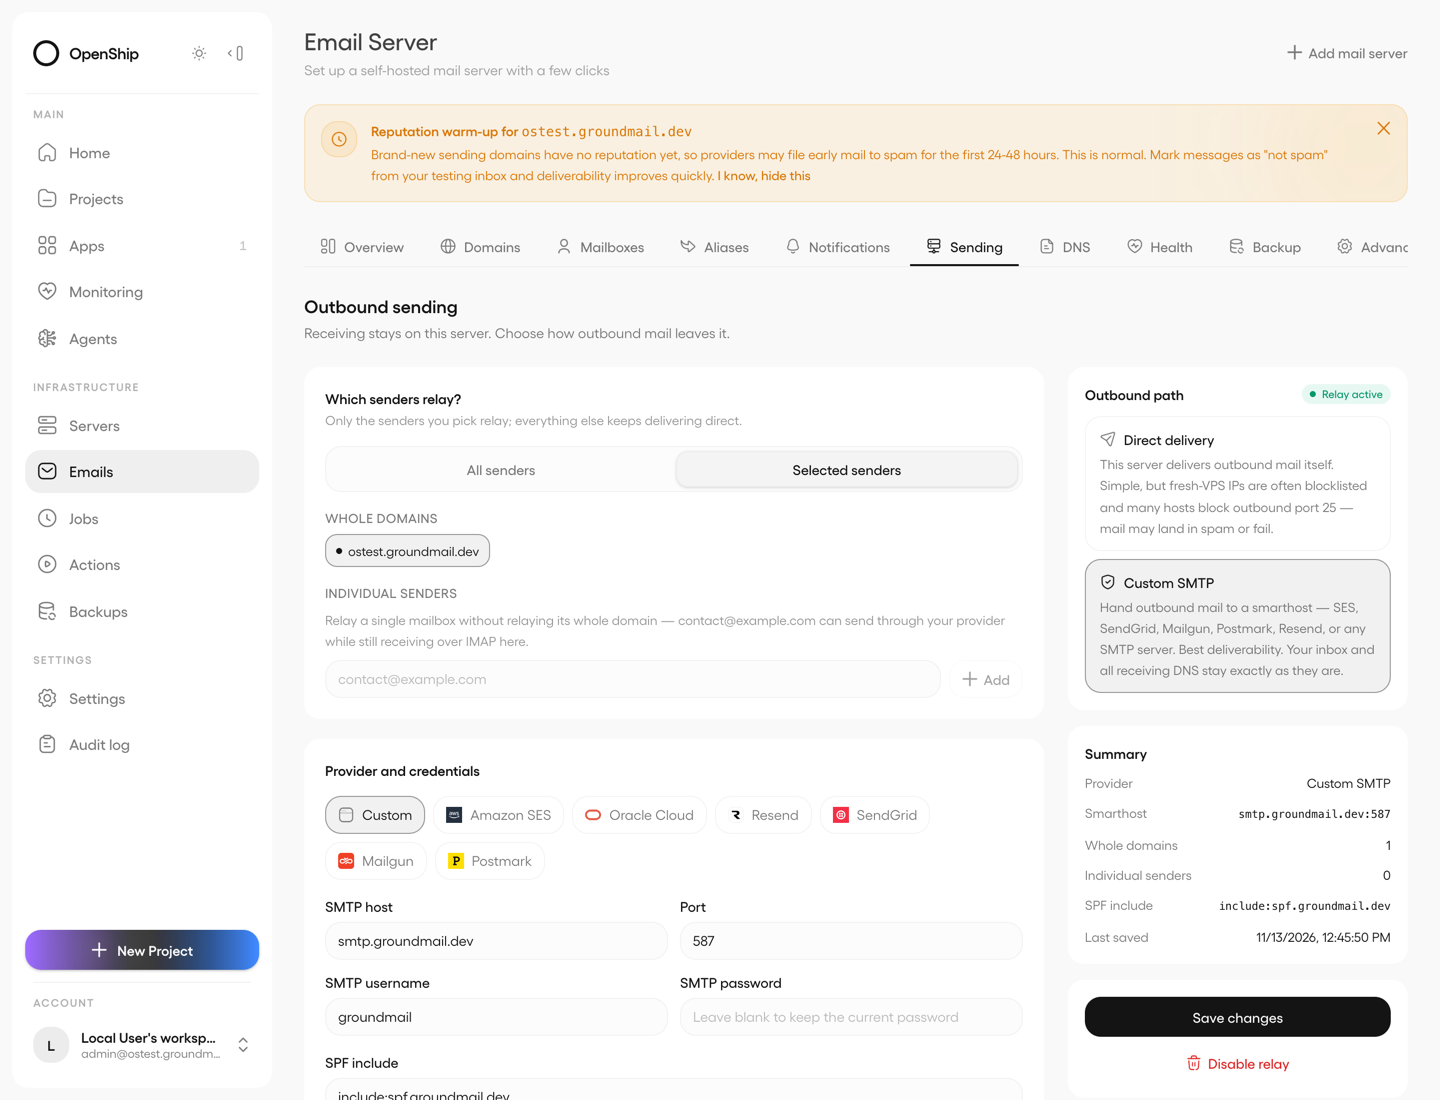 OpenShip
MAIN
Home
Projects
Apps 1
Monitoring
Agents
INFRASTRUCTURE
Servers
Emails
Jobs
Actions
Backups
SETTINGS
Settings
Audit log
New Project
ACCOUNT
L
Local User's worksp...
admin@ostest.groundm...
Email Server
Set up a self-hosted mail server with a few clicks
Add mail server
Reputation warm-up for ostest.groundmail.dev
Brand-new sending domains have no reputation yet, so providers may file early mail to spam for the first 24-48 hours. This is normal. Mark messages as "not spam"
from your testing inbox and deliverability improves quickly. I know, hide this
Overview Domains Mailboxes Aliases Notifications Sending DNS Health Backup Advanc
Outbound sending
Receiving stays on this server. Choose how outbound mail leaves it.
Which senders relay?
Only the senders you pick relay; everything else keeps delivering direct.
All senders Selected senders
WHOLE DOMAINS
ostest.groundmail.dev
INDIVIDUAL SENDERS
Relay a single mailbox without relaying its whole domain — contact@example.com can send through your provider
while still receiving over IMAP here.
contact@example.com Add
Provider and credentials
Custom aws Amazon SES Oracle Cloud Resend SendGrid
Mailgun P Postmark
SMTP host Port
smtp.groundmail.dev 587
SMTP username SMTP password
groundmail Leave blank to keep the current password
SPF include
include:spf.groundmail.dev
Outbound path Relay active
Direct delivery
This server delivers outbound mail itself.
Simple, but fresh-VPS IPs are often blocklisted
and many hosts block outbound port 25 —
mail may land in spam or fail.
Custom SMTP
Hand outbound mail to a smarthost — SES,
SendGrid, Mailgun, Postmark, Resend, or any
SMTP server. Best deliverability. Your inbox and
all receiving DNS stay exactly as they are.
Summary
Provider Custom SMTP
Smarthost smtp.groundmail.dev:587
Whole domains 1
Individual senders 0
SPF include include:spf.groundmail.dev
Last saved 11/13/2026, 12:45:50 PM
Save changes
Disable relay